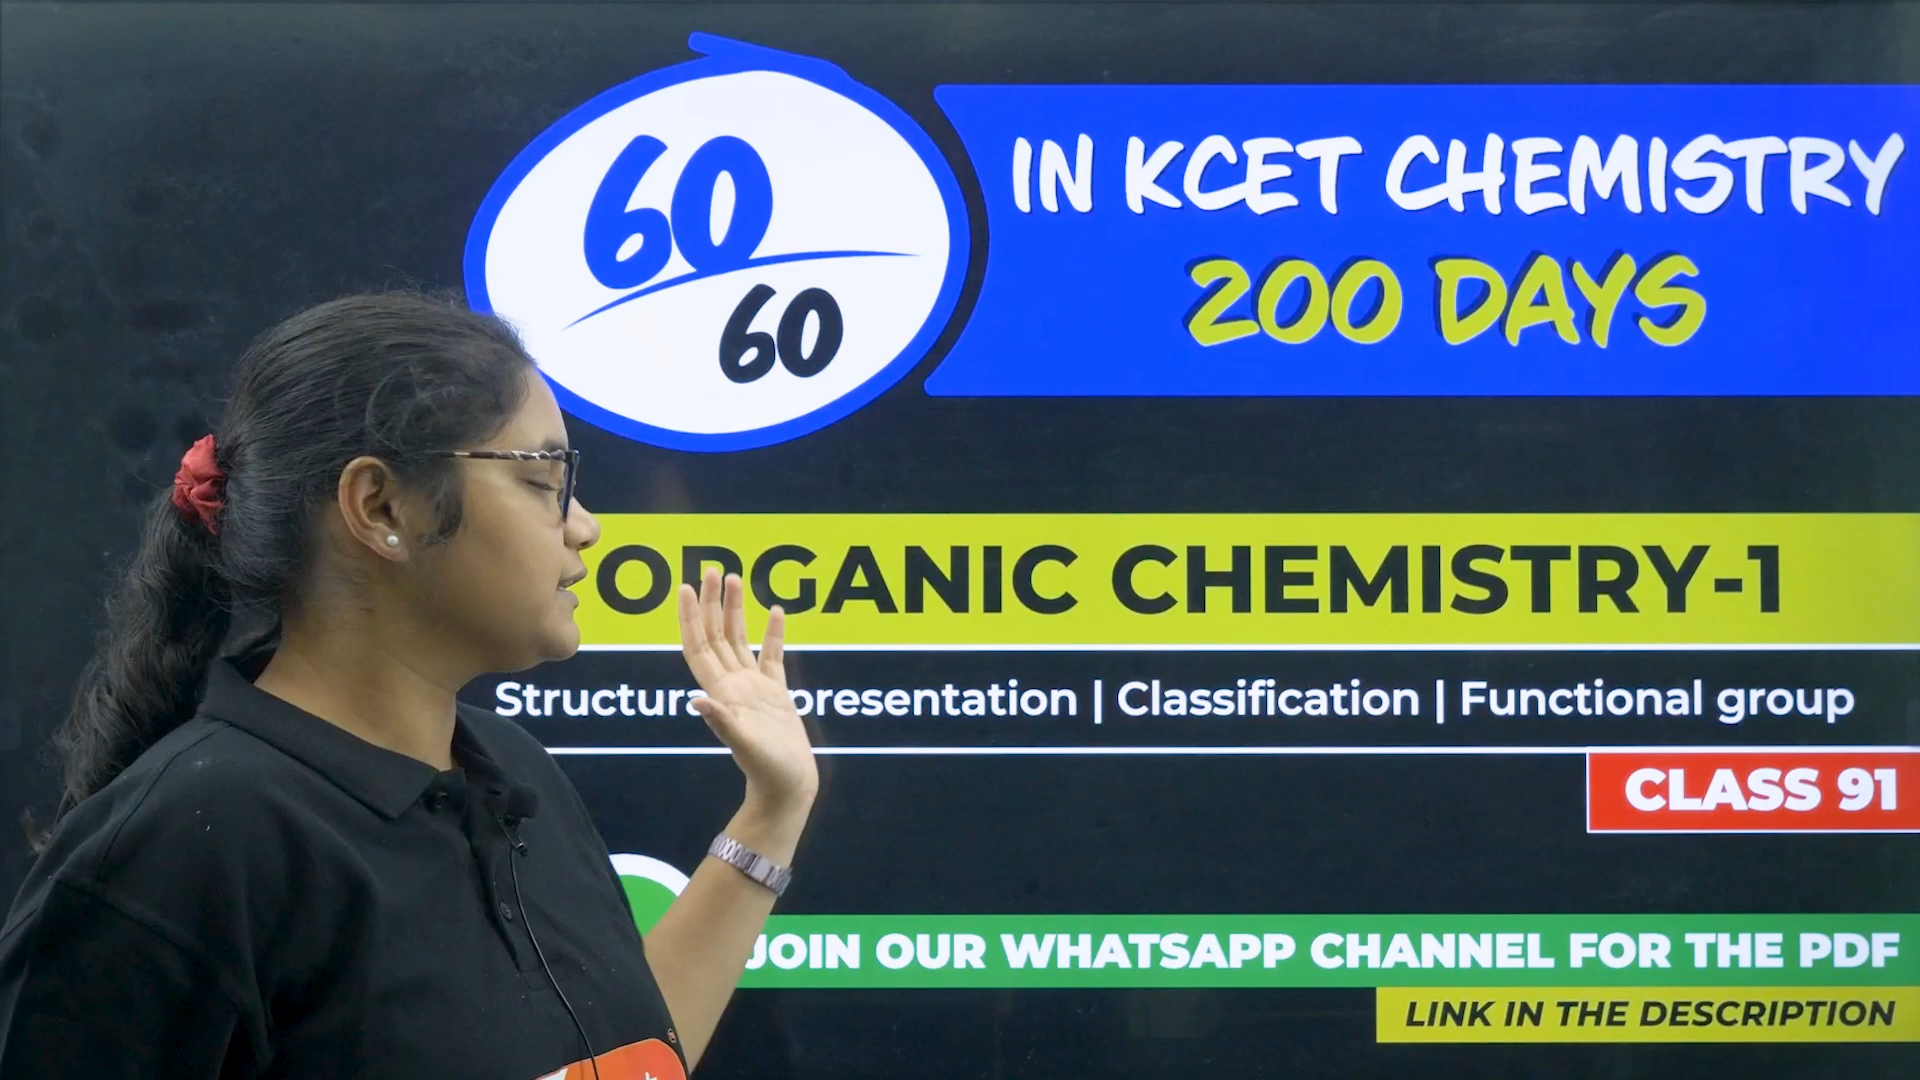 60
60
IN KCET CHEMISTRY
200 DAYS
ORGANIC CHEMISTRY-1
Classification | Functional group
CLASS 91
JOIN OUR WHATSAPP CHANNEL FOR THE PDF
LINK IN THE DESCRIPTION